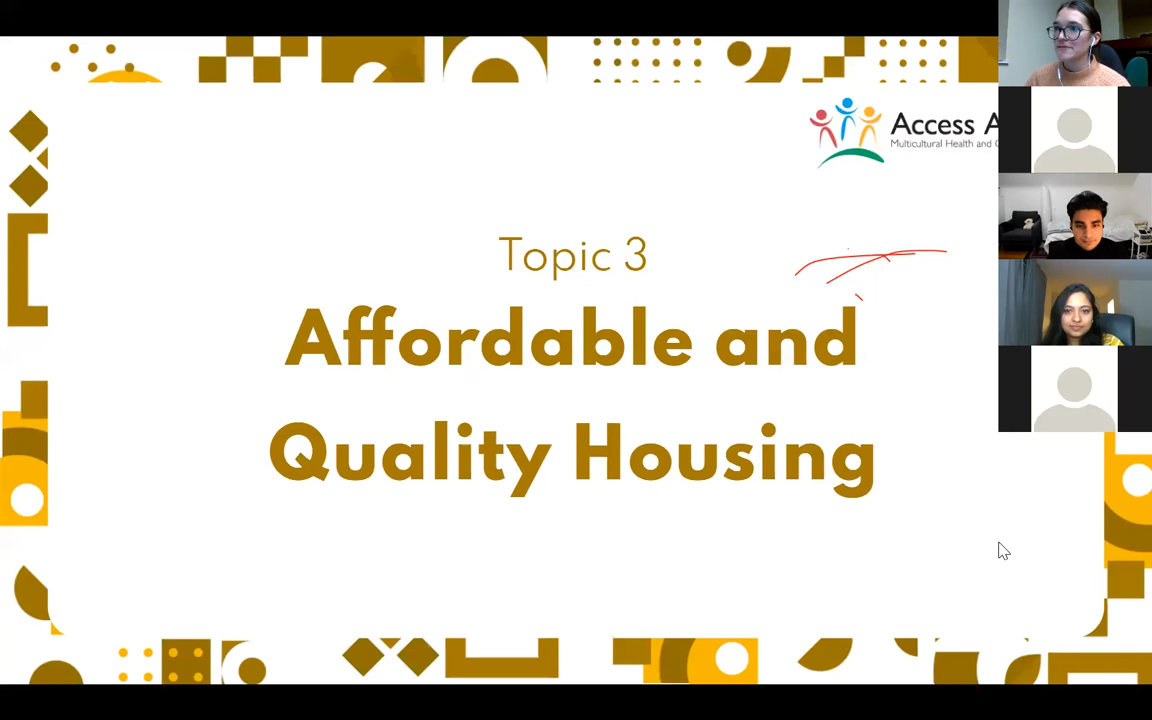 Access A
Multicultural Health and
Topic 3
Affordable and
Quality Housing